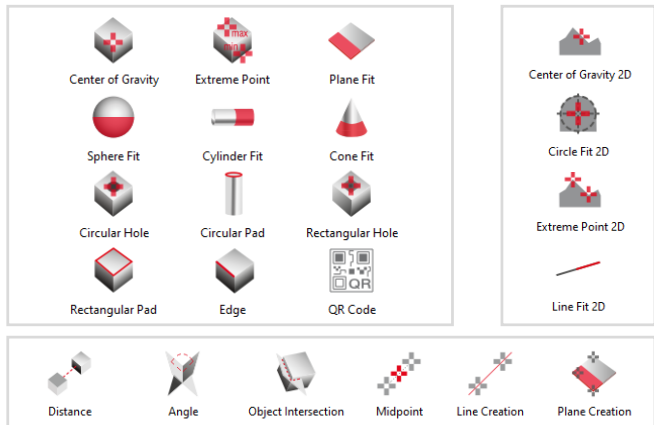 max
min
Center of Gravity
Extreme Point
Plane Fit
Sphere Fit
Cylinder Fit
Cone Fit
Circular Hole
Circular Pad
Rectangular Hole
QR
Rectangular Pad
Edge
QR Code
Center of Gravity 2D
Circle Fit 2D
Extreme Point 2D
Line Fit 2D
Distance
Angle
Object Intersection
Midpoint
Line Creation
Plane Creation